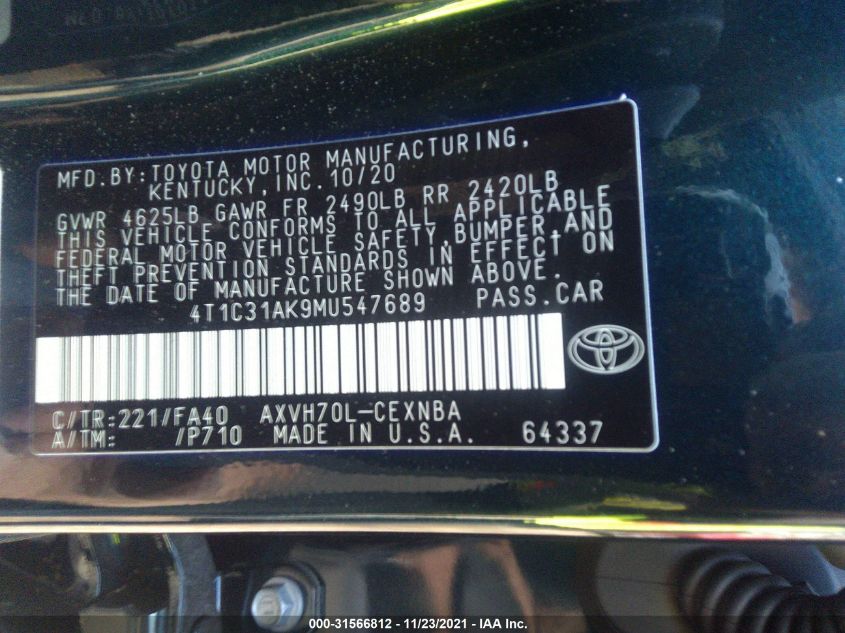 MFD.BY:TOYOTA MOTOR MANUFACTURING,
KENTUCKY,INC.10/20
GVWR 4625LB GAWR FR 2490LB RR 2420LB
THIS VEHICLE CONFORMS TO ALL APPLICABLE
FEDERAL MOTOR VEHICLE SAFETY,BUMPER,AND
THEFT PREVENTION STANDARDS IN EFFECT ON
THE DATE OF MANUFACTURE SHOWN ABOVE.
4T1C31AK9MU547689 PASS.CAR
C/TR:221/FA40 AXVH70L-CEXNBA
A/TM: /P710 MADE IN U.S.A. 64337
000-31566812 - 11/23/2021 - IAA Inc.